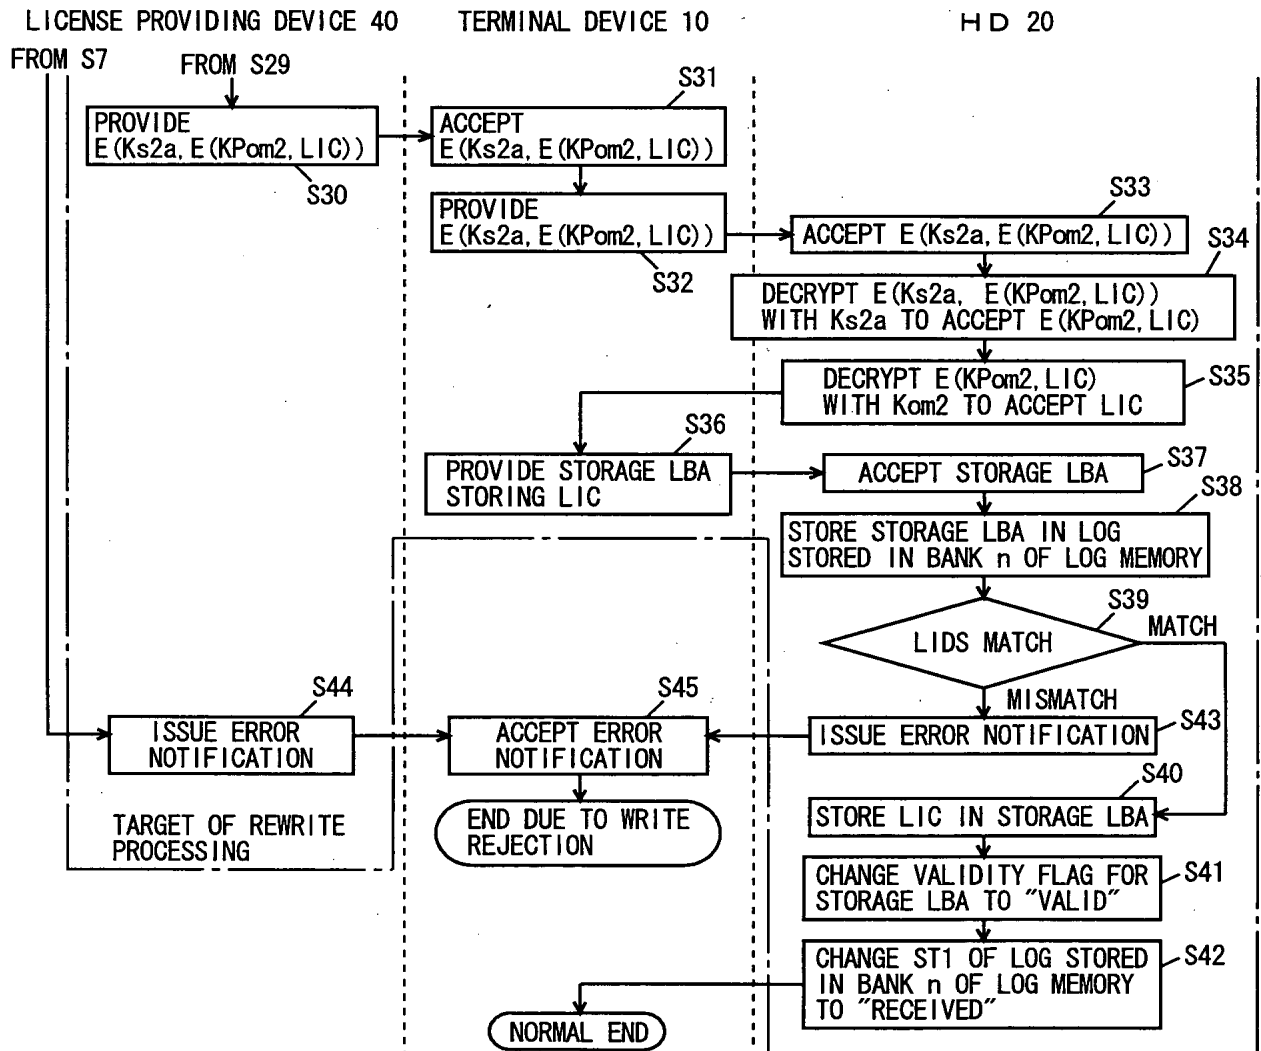 LICENSE PROVIDING DEVICE 40
TERMINAL DEVICE 10
HD 20
FROM S7
FROM S29
S31
PROVIDE
E(Ks2a, E(KPom2, LIC))
S30
ACCEPT
E(Ks2a, E(KPom2, LIC))
PROVIDE
E(Ks2a, E(KPom2, LIC))
S32
S33
ACCEPT E(Ks2a, E(KPom2, LIC))
S34
DECRYPT E(Ks2a, E(KPom2, LIC))
WITH Ks2a TO ACCEPT E(KPom2, LIC)
S35
DECRYPT E(KPom2, LIC)
WITH Kom2 TO ACCEPT LIC
S36
PROVIDE STORAGE LBA
STORING LIC
S37
ACCEPT STORAGE LBA
S38
STORE STORAGE LBA IN LOG
STORED IN BANK n OF LOG MEMORY
S39
LIDS MATCH
MATCH
MISMATCH
S44
ISSUE ERROR
NOTIFICATION
S45
ACCEPT ERROR
NOTIFICATION
S43
ISSUE ERROR NOTIFICATION
END DUE TO WRITE
REJECTION
TARGET OF REWRITE
PROCESSING
S40
STORE LIC IN STORAGE LBA
S41
CHANGE VALIDITY FLAG FOR
STORAGE LBA TO "VALID"
S42
CHANGE ST1 OF LOG STORED
IN BANK n OF LOG MEMORY
TO "RECEIVED"
NORMAL END